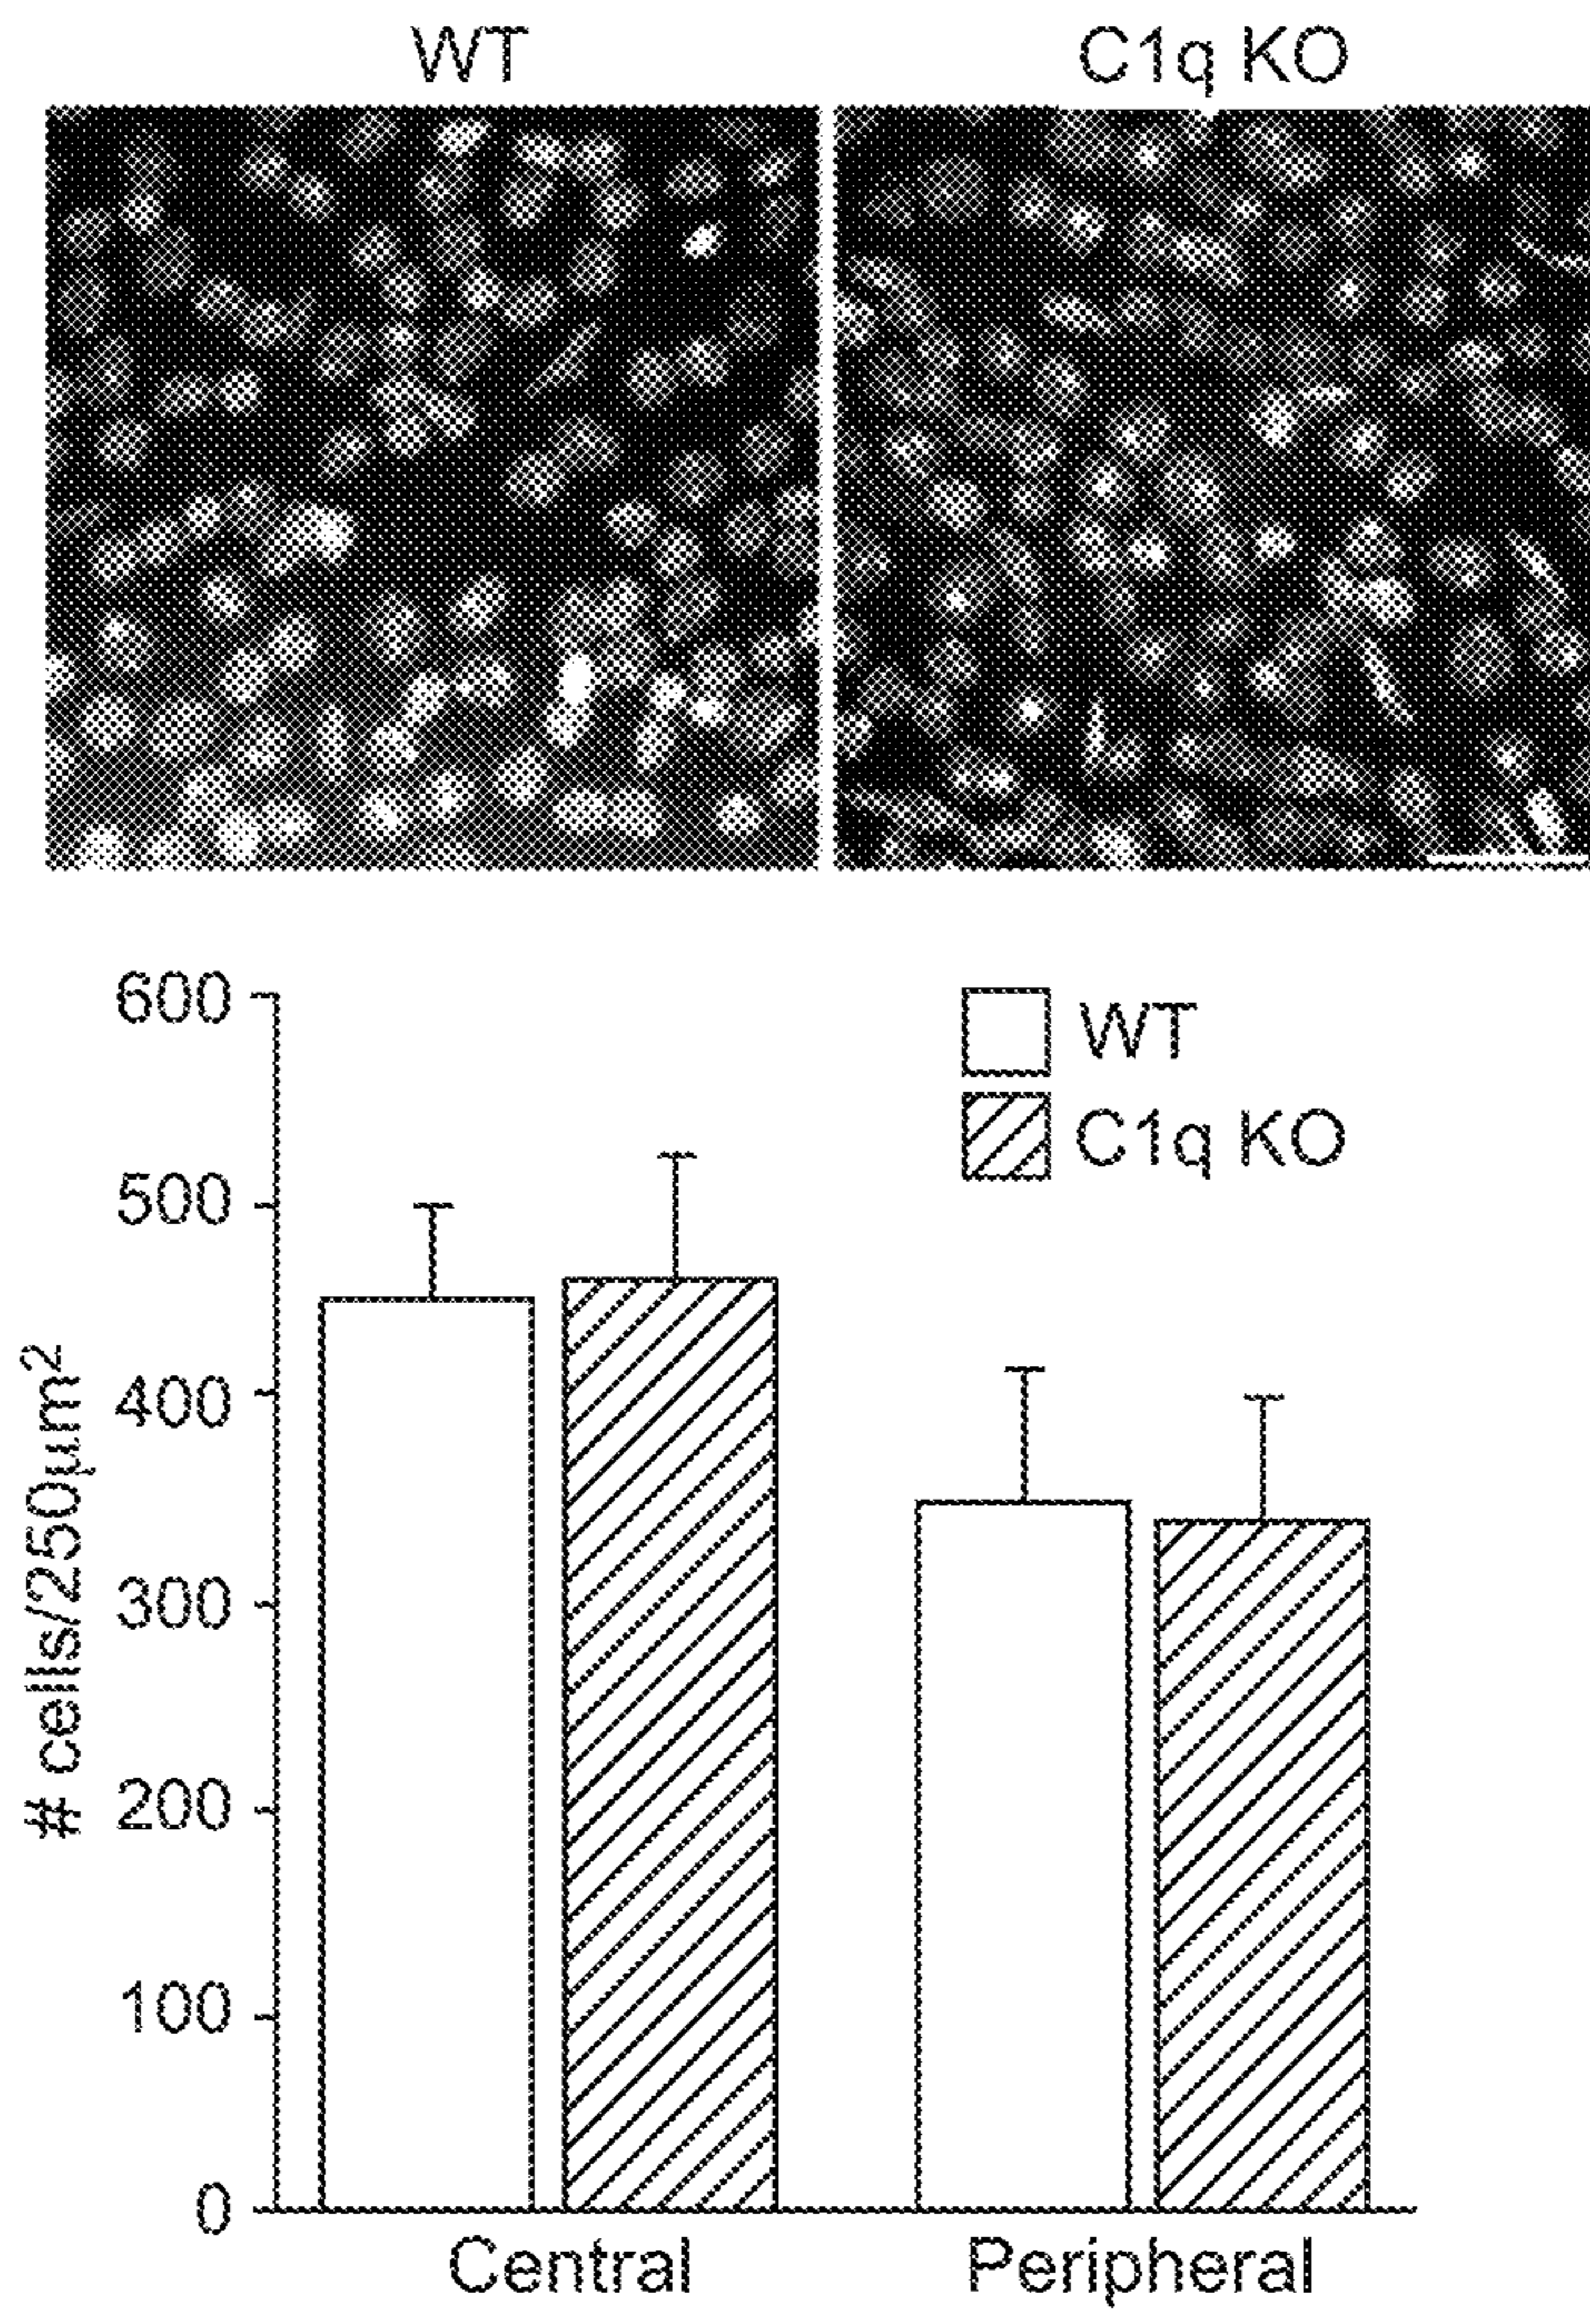 WT
C1q KO
600
500
400
300
200
100
0
# cells/250µm²
WT
C1q KO
Central
Peripheral